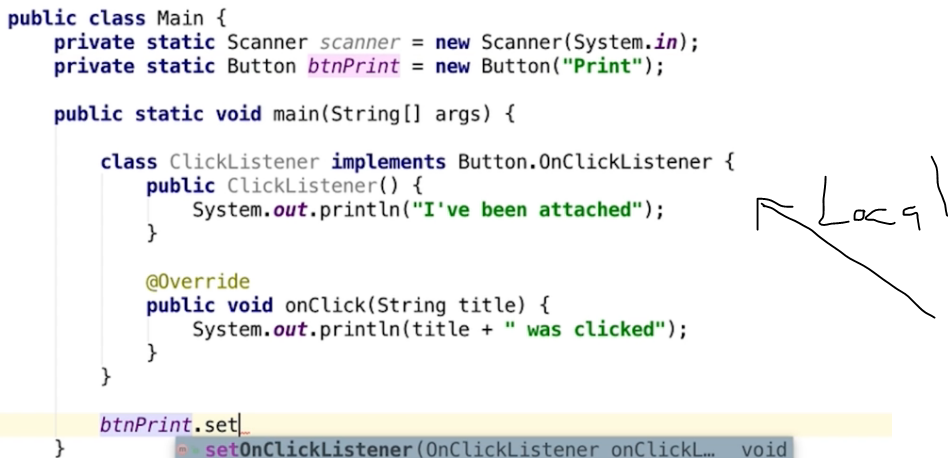 public class Main {
    private static Scanner scanner = new Scanner(System.in);
    private static Button btnPrint = new Button("Print");

    public static void main(String[] args) {

        class ClickListener implements Button.OnClickListener {
            public ClickListener() {
                System.out.println("I've been attached");
            }

            @Override
            public void onClick(String title) {
                System.out.println(title + " was clicked");
            }
        }

        btnPrint.set
    }
m setOnClickListener(OnClickListener onClickL… void
Local